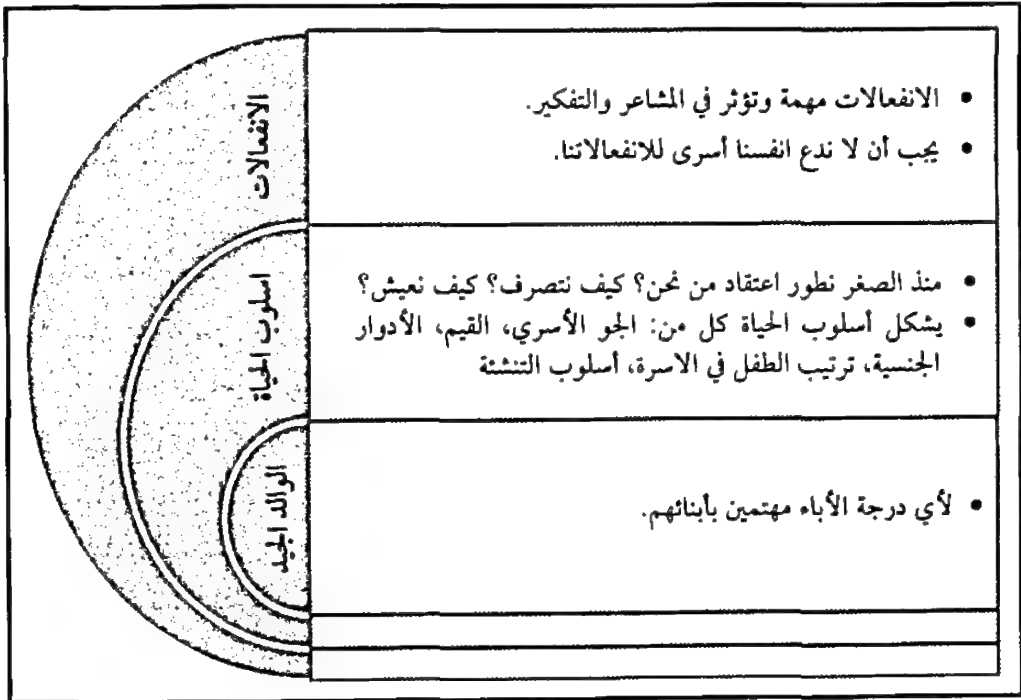 الانفعالات
• الانفعالات مهمة وتؤثر في المشاعر والتفكير.
• يجب أن لا ندع انفسنا أسرى للانفعالاتنا.
اسلوب الحياة
• منذ الصغر نطور اعتقاد من نحن؟ كيف نتصرف؟ كيف نعيش؟
• يشكل أسلوب الحياة كل من: الجو الأسري، القيم، الأدوار
الجنسية، ترتيب الطفل في الاسرة، أسلوب التنشئة
الوالد الجيد
• لأي درجة الأباء مهتمين بأبنائهم.